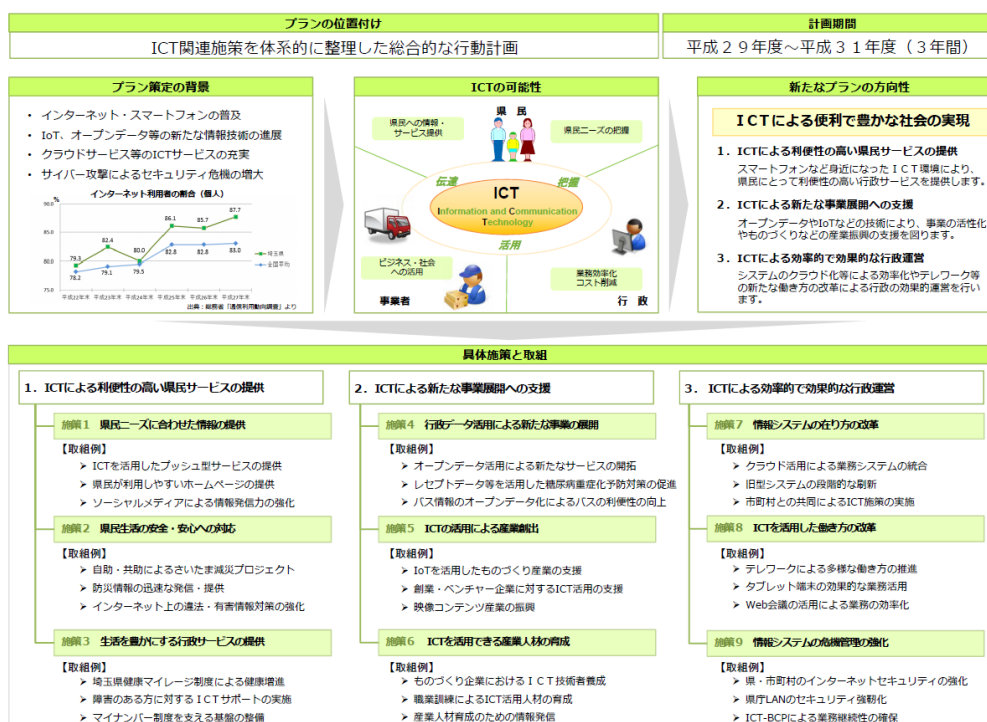 プランの位置付け
ICT関連施策を体系的に整理した総合的な行動計画
計画期間
平成２９年度～平成３１年度（３年間）
プラン策定の背景
・ インターネット・スマートフォンの普及
・ IoT、オープンデータ等の新たな情報技術の進展
・ クラウドサービス等のICTサービスの充実
・ サイバー攻撃によるセキュリティ危機の増大
インターネット利用者の割合（個人）
%
90.0
85.0
80.0
75.0
79.3
82.4
80.0
86.1
85.7
87.7
78.2
79.1
79.5
82.8
82.8
83.0
埼玉県
全国平均
平成22年末 平成23年末 平成24年末 平成25年末 平成26年末 平成27年末
出典：総務省「通信利用動向調査」より
ICTの可能性
県民
県民への情報・
サービス提供
県民ニーズの把握
伝達
把握
ICT
Information and Communication
Technology
活用
ビジネス・社会
への活用
業務効率化
コスト削減
事業者
行 政
新たなプランの方向性
ＩＣＴによる便利で豊かな社会の実現
１．ICTによる利便性の高い県民サービスの提供
スマートフォンなど身近になったＩＣＴ環境により、
県民にとって利便性の高い行政サービスを提供します。
２．ICTによる新たな事業展開への支援
オープンデータやIoTなどの技術により、事業の活性化
やものづくりなどの産業振興の支援を図ります。
３．ICTによる効率的で効果的な行政運営
システムのクラウド化等による効率化やテレワーク等
の新たな働き方の改革による行政の効果的運営を行い
ます。
具体施策と取組
１．ICTによる利便性の高い県民サービスの提供
施策１ 県民ニーズに合わせた情報の提供
【取組例】
➢ ICTを活用したプッシュ型サービスの提供
➢ 県民が利用しやすいホームページの提供
➢ ソーシャルメディアによる情報発信力の強化
施策２ 県民生活の安全・安心への対応
【取組例】
➢ 自助・共助によるさいたま減災プロジェクト
➢ 防災情報の迅速な発信・提供
➢ インターネット上の違法・有害情報対策の強化
施策３ 生活を豊かにする行政サービスの提供
【取組例】
➢ 埼玉県健康マイレージ制度による健康増進
➢ 障害のある方に対するＩＣＴサポートの実施
➢ マイナンバー制度を支える基盤の整備
２．ICTによる新たな事業展開への支援
施策４ 行政データ活用による新たな事業の展開
【取組例】
➢ オープンデータ活用による新たなサービスの開拓
➢ レセプトデータ等を活用した糖尿病重症化予防対策の促進
➢ バス情報のオープンデータ化によるバスの利便性の向上
施策５ ICTの活用による産業創出
【取組例】
➢ IoTを活用したものづくり産業の支援
➢ 創業・ベンチャー企業に対するICT活用の支援
➢ 映像コンテンツ産業の振興
施策６ ICTを活用できる産業人材の育成
【取組例】
➢ ものづくり企業におけるＩＣＴ技術者養成
➢ 職業訓練によるICT活用人材の育成
➢ 産業人材育成のための情報発信
３．ICTによる効率的で効果的な行政運営
施策７ 情報システムの在り方の改革
【取組例】
➢ クラウド活用による業務システムの統合
➢ 旧型システムの段階的な刷新
➢ 市町村との共同によるICT施策の実施
施策８ ICTを活用した働き方の改革
【取組例】
➢ テレワークによる多様な働き方の推進
➢ タブレット端末の効果的な業務活用
➢ Web会議の活用による業務の効率化
施策９ 情報システムの危機管理の強化
【取組例】
➢ 県・市町村のインターネットセキュリティの強化
➢ 県庁LANのセキュリティ強靭化
➢ ICT-BCPによる業務継続性の確保